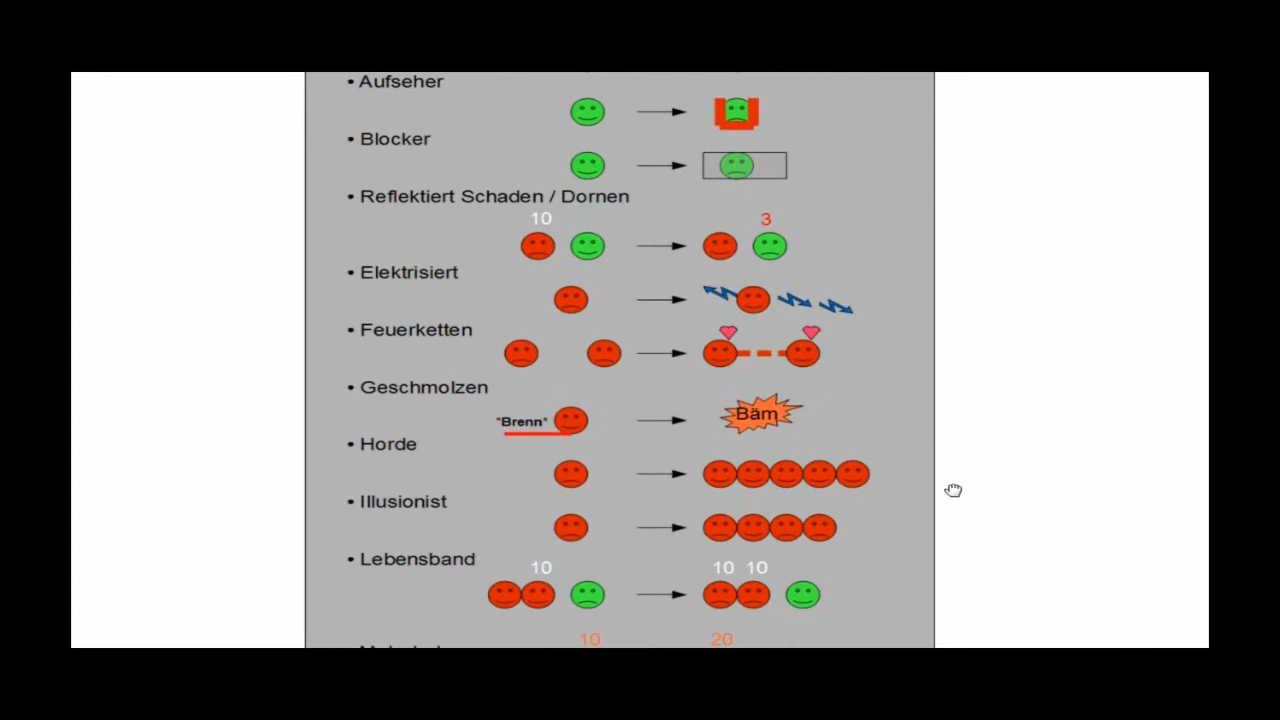 • Aufseher
• Blocker
• Reflektiert Schaden / Dornen
10 3
• Elektrisiert
• Feuerketten
• Geschmolzen
"Brenn" Bäm
• Horde
• Illusionist
• Lebensband
10 10 10
10 20